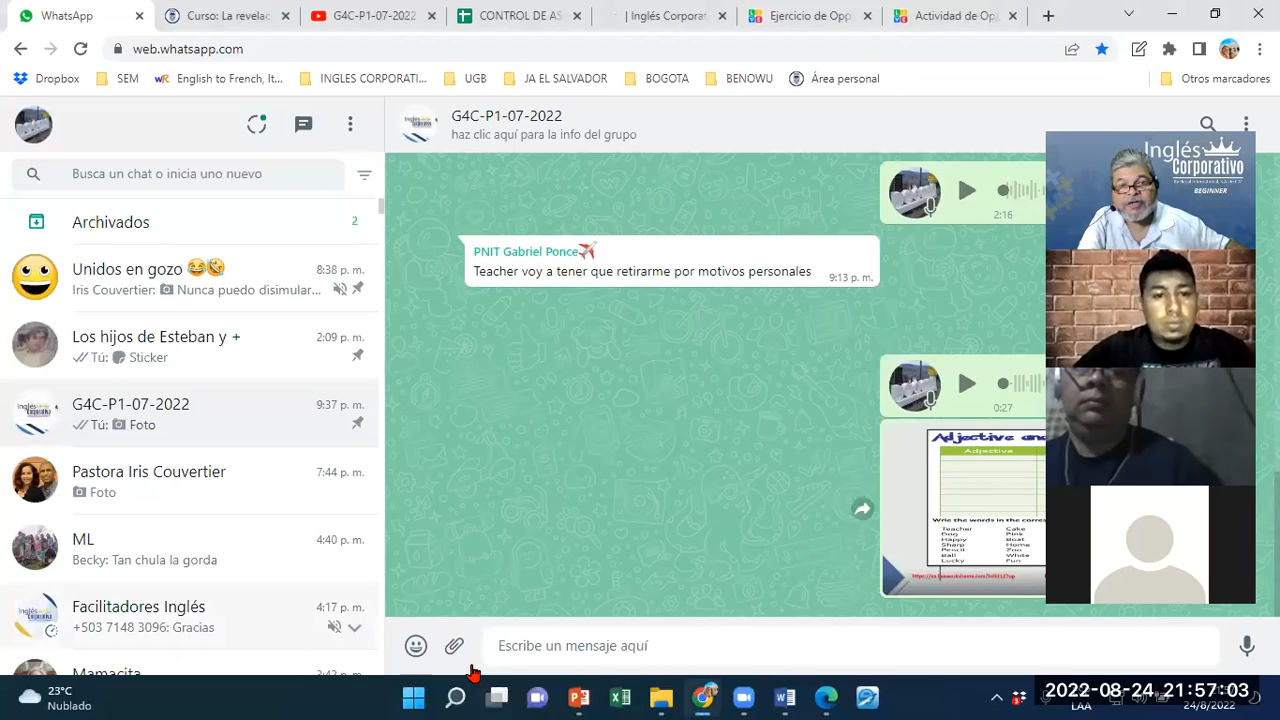 WhatsApp
Curso: La revelac
G4C-P1-07-2022
CONTROL DE AS
Inglés Corporat
Ejercicio de Opp
Actividad de Op
web.whatsapp.com
Dropbox
SEM
English to French, It...
INGLES CORPORATI...
UGB
JA EL SALVADOR
BOGOTA
BENOWU
Área personal
Otros marcadores
G4C-P1-07-2022
haz clic aquí para la info del grupo
Busca un chat o inicia uno nuevo
Archivados
2
Unidos en gozo
8:38 p. m.
Iris Couvertier: Nunca puedo disimular...
Los hijos de Esteban y +
2:09 p. m.
Tú: Sticker
G4C-P1-07-2022
9:37 p. m.
Tú: Foto
Pastora Iris Couvertier
7:44 p. m.
Foto
ML
4:40 p. m.
Becky: Tan chula la gorda
Facilitadores Inglés
4:17 p. m.
+503 7148 3096: Gracias
Mamacita
3:42 p. m.
2:16
PNIT Gabriel Ponce
Teacher voy a tener que retirarme por motivos personales
9:13 p. m.
0:27
Adjective an
Adjective
Write the words in the corre
Teacher Cake
Dog Pink
Happy Boat
Sharp Home
Pencil Zoo
Ball White
Lucky Fun
Inglés
Corporativo
BEGINNER
Escribe un mensaje aquí
23°C
Nublado
LAA
2022-08-24 21:57:03
24/8/2022